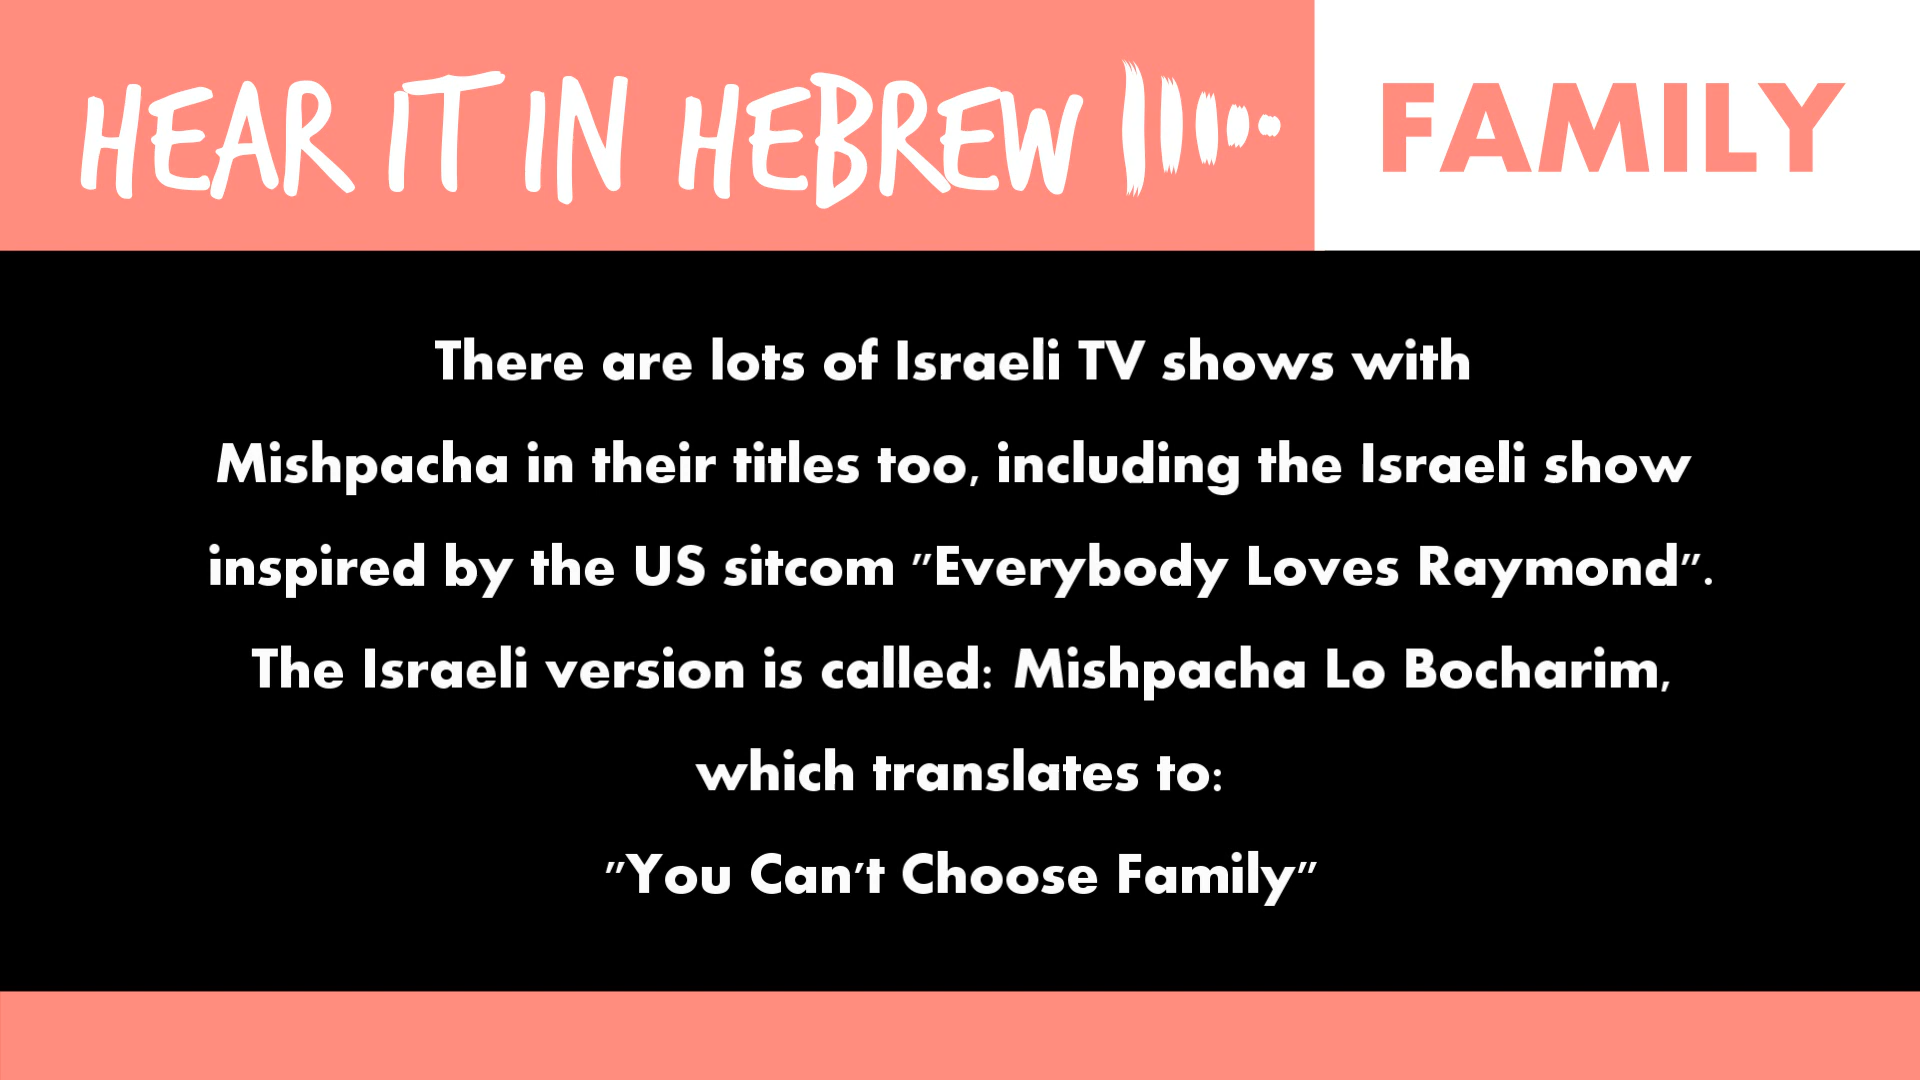 HEAR IT IN HEBREW
FAMILY
There are lots of Israeli TV shows with
Mishpacha in their titles too, including the Israeli show
inspired by the US sitcom "Everybody Loves Raymond".
The Israeli version is called: Mishpacha Lo Bocharim,
which translates to:
"You Can't Choose Family"